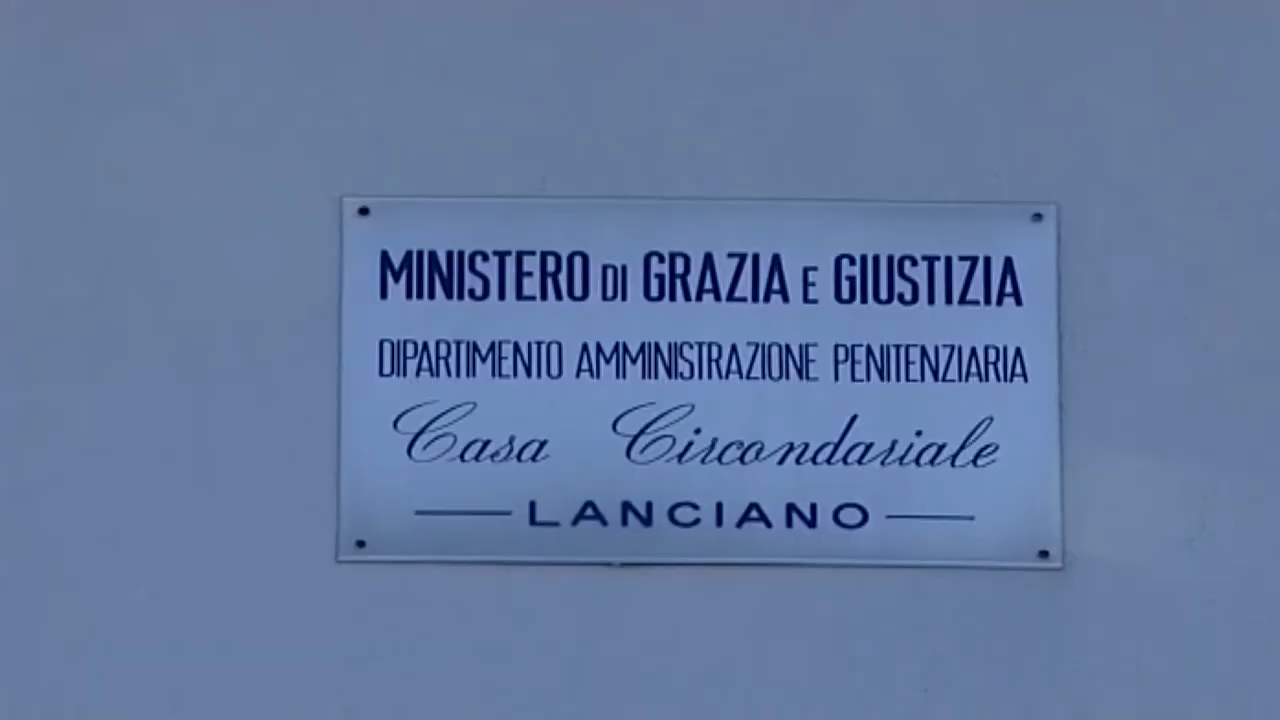 MINISTERO DI GRAZIA E GIUSTIZIA
DIPARTIMENTO AMMINISTRAZIONE PENITENZIARIA
Casa Circondariale
LANCIANO